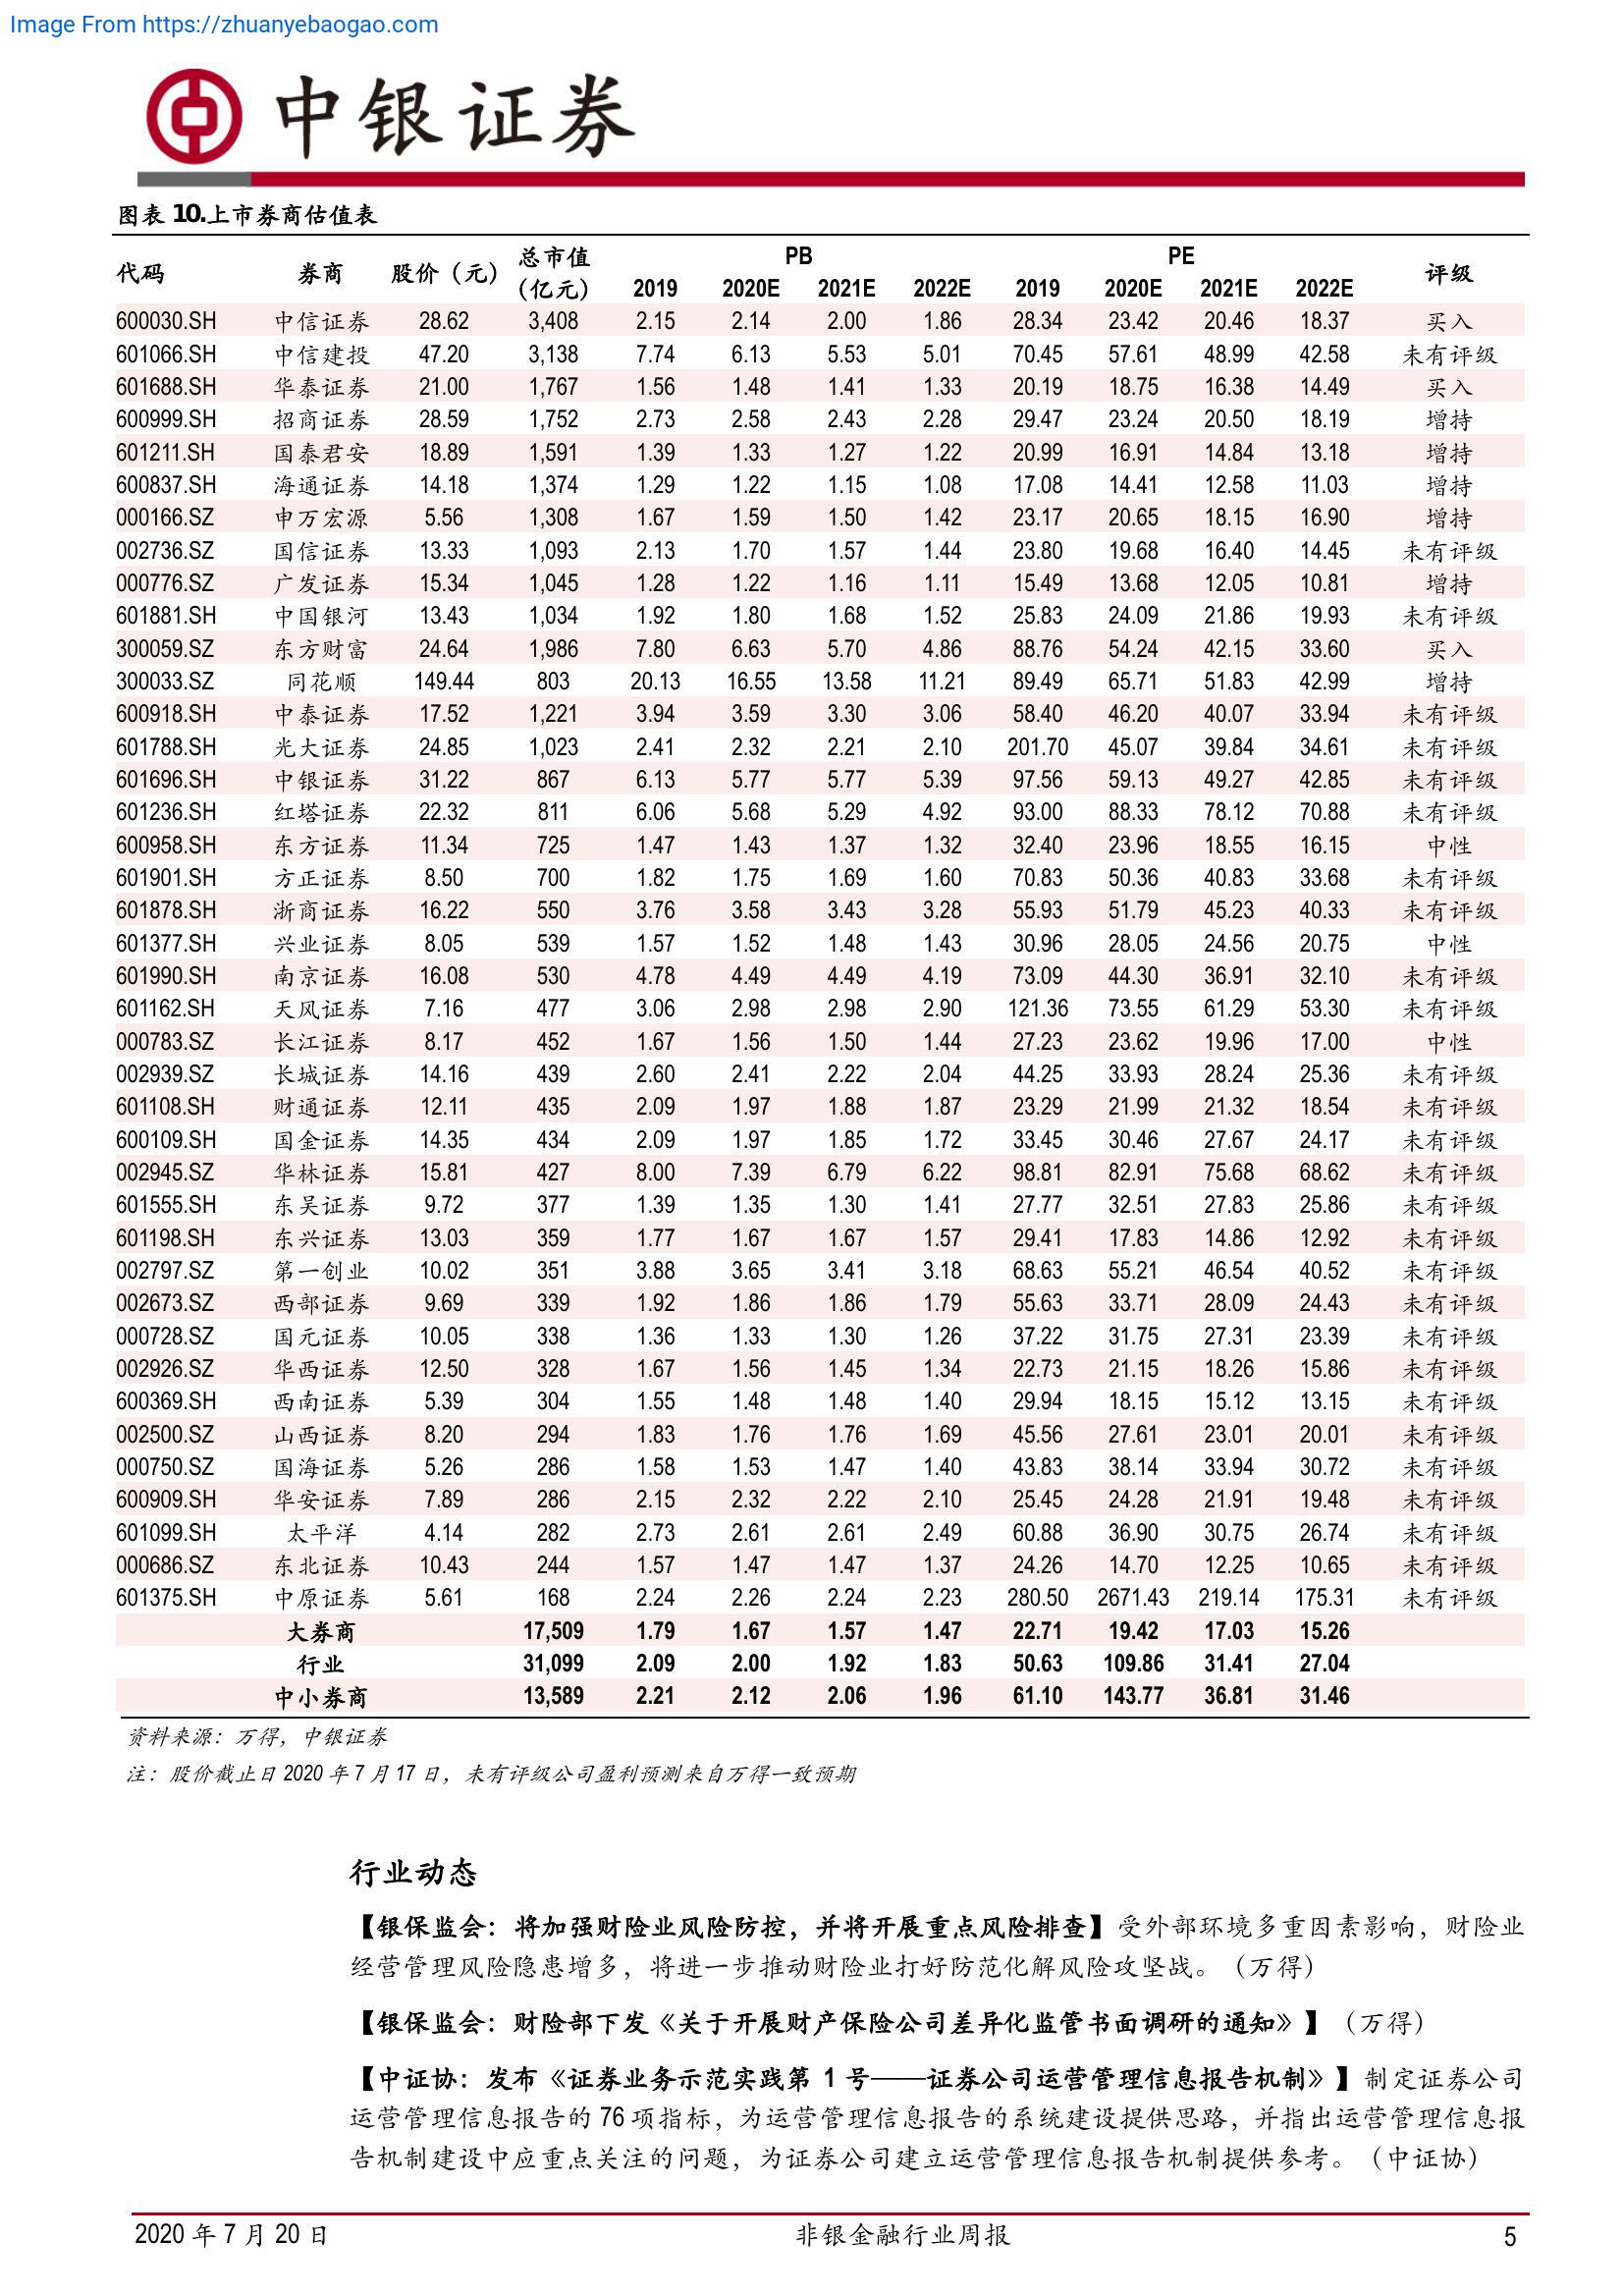 Image From https://zhuanyebaogao.com
中银证券
图表 10.上市券商估值表
代码 券商 股价（元） 总市值（亿元） PB PE 评级
2019 2020E 2021E 2022E 2019 2020E 2021E 2022E
600030.SH 中信证券 28.62 3,408 2.15 2.14 2.00 1.86 28.34 23.42 20.46 18.37 买入
601066.SH 中信建投 47.20 3,138 7.74 6.13 5.53 5.01 70.45 57.61 48.99 42.58 未有评级
601688.SH 华泰证券 21.00 1,767 1.56 1.48 1.41 1.33 20.19 18.75 16.38 14.49 买入
600999.SH 招商证券 28.59 1,752 2.73 2.58 2.43 2.28 29.47 23.24 20.50 18.19 增持
601211.SH 国泰君安 18.89 1,591 1.39 1.33 1.27 1.22 20.99 16.91 14.84 13.18 增持
600837.SH 海通证券 14.18 1,374 1.29 1.22 1.15 1.08 17.08 14.41 12.58 11.03 增持
000166.SZ 申万宏源 5.56 1,308 1.67 1.59 1.50 1.42 23.17 20.65 18.15 16.90 增持
002736.SZ 国信证券 13.33 1,093 2.13 1.70 1.57 1.44 23.80 19.68 16.40 14.45 未有评级
000776.SZ 广发证券 15.34 1,045 1.28 1.22 1.16 1.11 15.49 13.68 12.05 10.81 增持
601881.SH 中国银河 13.43 1,034 1.92 1.80 1.68 1.52 25.83 24.09 21.86 19.93 未有评级
300059.SZ 东方财富 24.64 1,986 7.80 6.63 5.70 4.86 88.76 54.24 42.15 33.60 买入
300033.SZ 同花顺 149.44 803 20.13 16.55 13.58 11.21 89.49 65.71 51.83 42.99 增持
600918.SH 中泰证券 17.52 1,221 3.94 3.59 3.30 3.06 58.40 46.20 40.07 33.94 未有评级
601788.SH 光大证券 24.85 1,023 2.41 2.32 2.21 2.10 201.70 45.07 39.84 34.61 未有评级
601696.SH 中银证券 31.22 867 6.13 5.77 5.77 5.39 97.56 59.13 49.27 42.85 未有评级
601236.SH 红塔证券 22.32 811 6.06 5.68 5.29 4.92 93.00 88.33 78.12 70.88 未有评级
600958.SH 东方证券 11.34 725 1.47 1.43 1.37 1.32 32.40 23.96 18.55 16.15 中性
601901.SH 方正证券 8.50 700 1.82 1.75 1.69 1.60 70.83 50.36 40.83 33.68 未有评级
601878.SH 浙商证券 16.22 550 3.76 3.58 3.43 3.28 55.93 51.79 45.23 40.33 未有评级
601377.SH 兴业证券 8.05 539 1.57 1.52 1.48 1.43 30.96 28.05 24.56 20.75 中性
601990.SH 南京证券 16.08 530 4.78 4.49 4.49 4.19 73.09 44.30 36.91 32.10 未有评级
601162.SH 天风证券 7.16 477 3.06 2.98 2.98 2.90 121.36 73.55 61.29 53.30 未有评级
000783.SZ 长江证券 8.17 452 1.67 1.56 1.50 1.44 27.23 23.62 19.96 17.00 中性
002939.SZ 长城证券 14.16 439 2.60 2.41 2.22 2.04 44.25 33.93 28.24 25.36 未有评级
601108.SH 财通证券 12.11 435 2.09 1.97 1.88 1.87 23.29 21.99 21.32 18.54 未有评级
600109.SH 国金证券 14.35 434 2.09 1.97 1.85 1.72 33.45 30.46 27.67 24.17 未有评级
002945.SZ 华林证券 15.81 427 8.00 7.39 6.79 6.22 98.81 82.91 75.68 68.62 未有评级
601555.SH 东吴证券 9.72 377 1.39 1.35 1.30 1.41 27.77 32.51 27.83 25.86 未有评级
601198.SH 东兴证券 13.03 359 1.77 1.67 1.67 1.57 29.41 17.83 14.86 12.92 未有评级
002797.SZ 第一创业 10.02 351 3.88 3.65 3.41 3.18 68.63 55.21 46.54 40.52 未有评级
002673.SZ 西部证券 9.69 339 1.92 1.86 1.86 1.79 55.63 33.71 28.09 24.43 未有评级
000728.SZ 国元证券 10.05 338 1.36 1.33 1.30 1.26 37.22 31.75 27.31 23.39 未有评级
002926.SZ 华西证券 12.50 328 1.67 1.56 1.45 1.34 22.73 21.15 18.26 15.86 未有评级
600369.SH 西南证券 5.39 304 1.55 1.48 1.48 1.40 29.94 18.15 15.12 13.15 未有评级
002500.SZ 山西证券 8.20 294 1.83 1.76 1.76 1.69 45.56 27.61 23.01 20.01 未有评级
000750.SZ 国海证券 5.26 286 1.58 1.53 1.47 1.40 43.83 38.14 33.94 30.72 未有评级
600909.SH 华安证券 7.89 286 2.15 2.32 2.22 2.10 25.45 24.28 21.91 19.48 未有评级
601099.SH 太平洋 4.14 282 2.73 2.61 2.61 2.49 60.88 36.90 30.75 26.74 未有评级
000686.SZ 东北证券 10.43 244 1.57 1.47 1.47 1.37 24.26 14.70 12.25 10.65 未有评级
601375.SH 中原证券 5.61 168 2.24 2.26 2.24 2.23 280.50 2671.43 219.14 175.31 未有评级
大券商 17,509 1.79 1.67 1.57 1.47 22.71 19.42 17.03 15.26
行业 31,099 2.09 2.00 1.92 1.83 50.63 109.86 31.41 27.04
中小券商 13,589 2.21 2.12 2.06 1.96 61.10 143.77 36.81 31.46
资料来源：万得，中银证券
注：股价截止日 2020 年 7 月 17 日，未有评级公司盈利预测来自万得一致预期
行业动态
【银保监会：将加强财险业风险防控，并将开展重点风险排查】受外部环境多重因素影响，财险业
经营管理风险隐患增多，将进一步推动财险业打好防范化解风险攻坚战。（万得）
【银保监会：财险部下发《关于开展财产保险公司差异化监管书面调研的通知》】（万得）
【中证协：发布《证券业务示范实践第 1 号——证券公司运营管理信息报告机制》】制定证券公司
运营管理信息报告的 76 项指标，为运营管理信息报告的系统建设提供思路，并指出运营管理信息报
告机制建设中应重点关注的问题，为证券公司建立运营管理信息报告机制提供参考。（中证协）
2020 年 7 月 20 日 非银金融行业周报 5